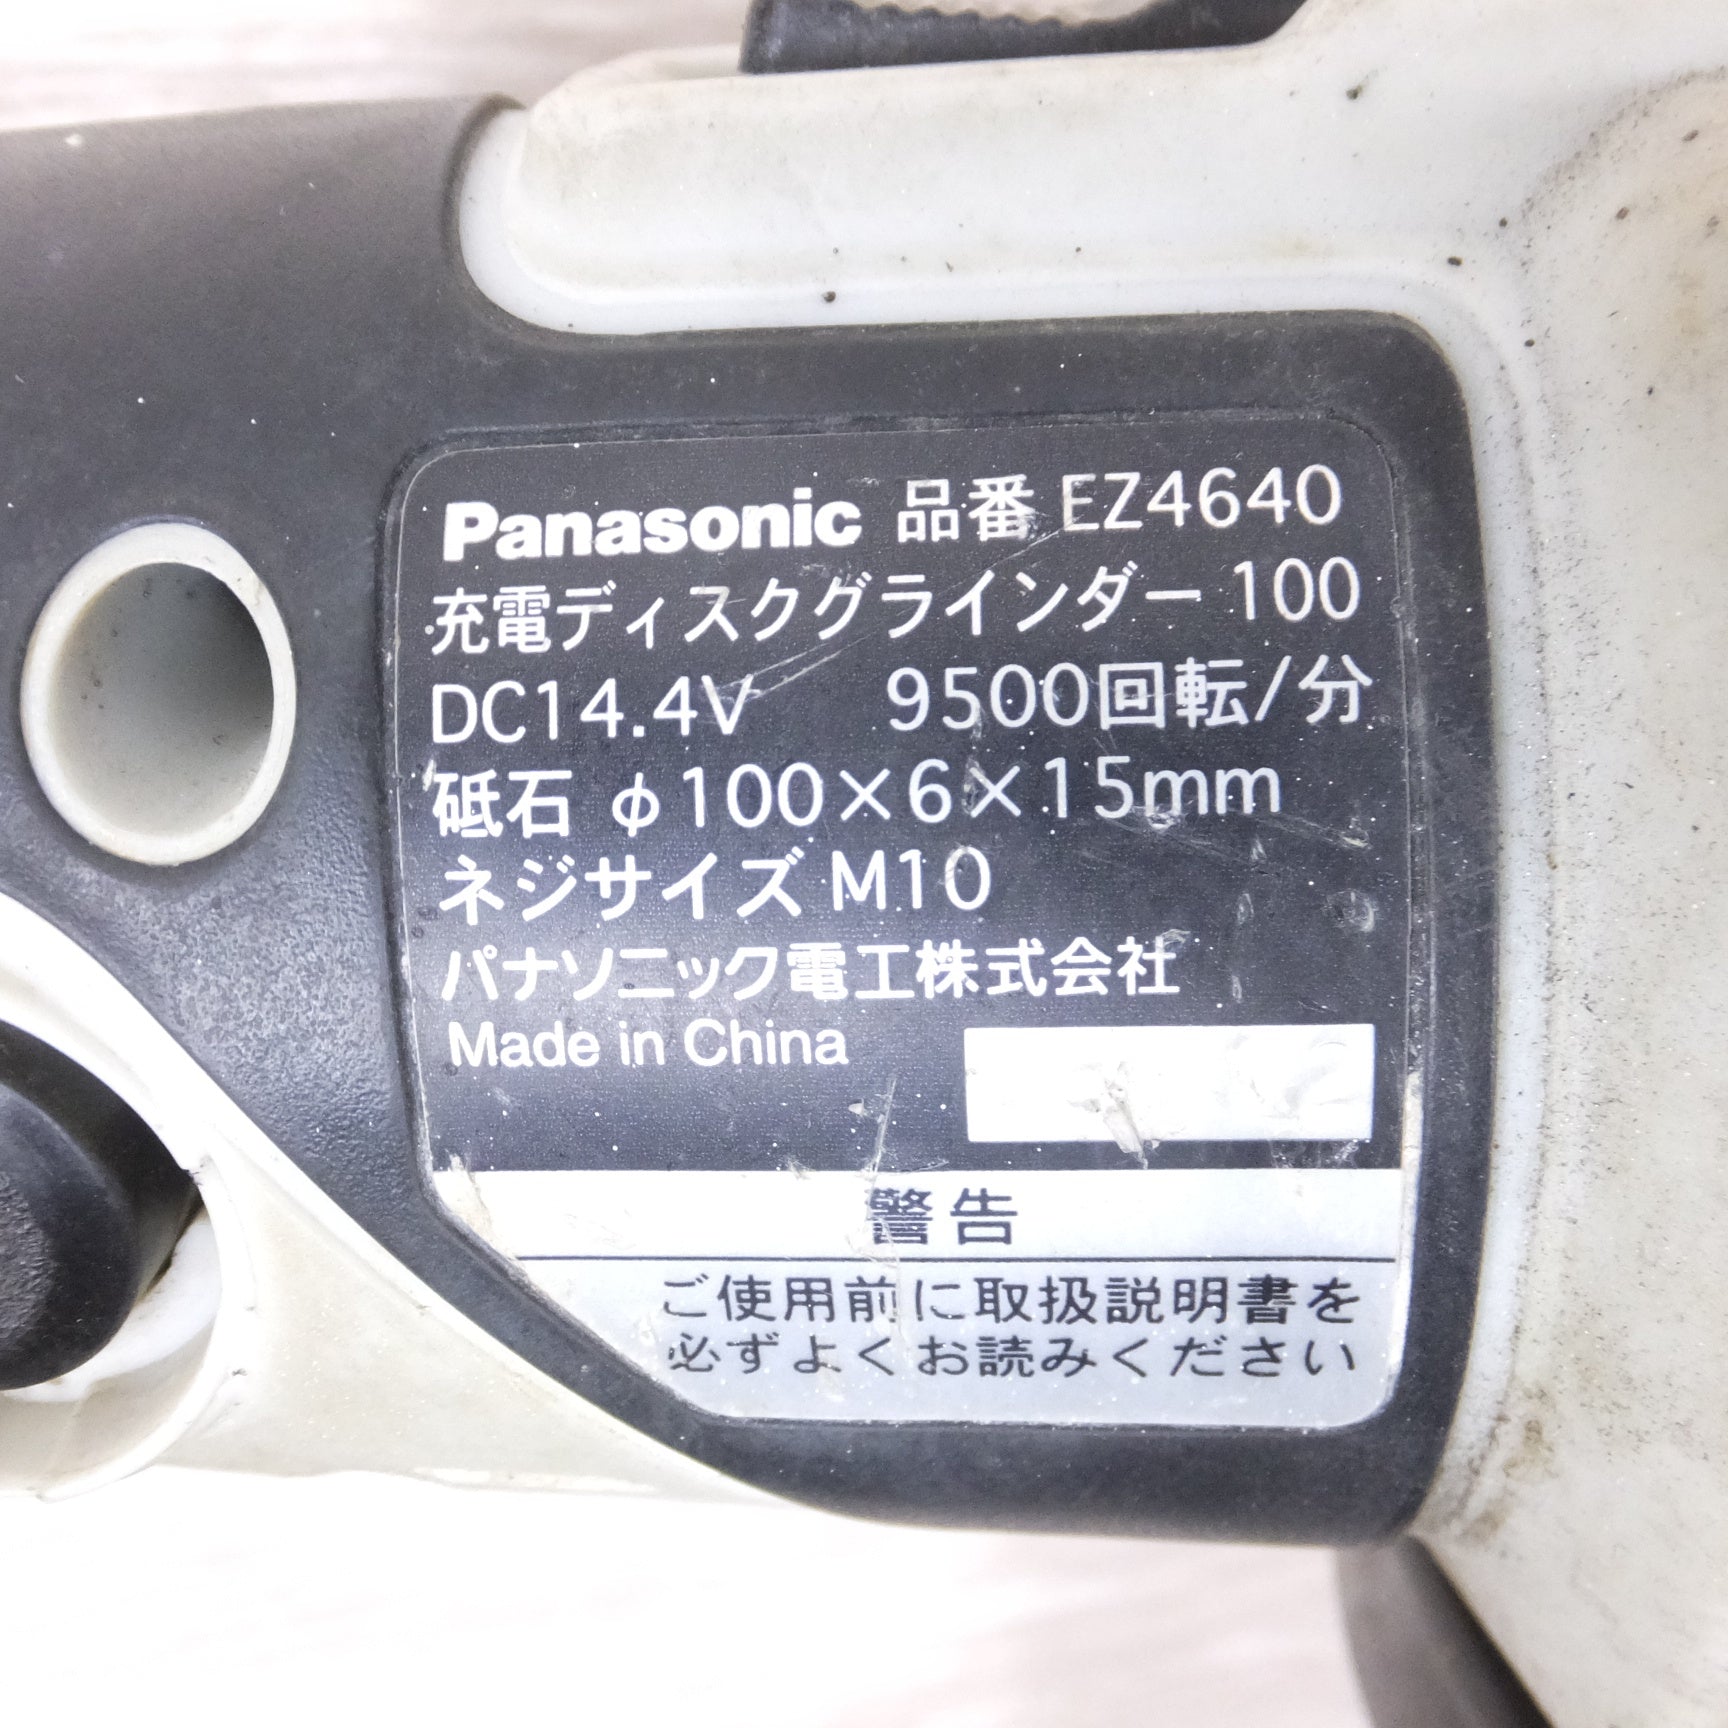 Panasonic 品番 EZ4640
充電ディスクグラインダー 100
DC14.4V 9500回転/分
砥石 φ100×6×15mm
ネジサイズ M10
パナソニック電工株式会社
Made in China
警告
ご使用前に取扱説明書を
必ずよくお読みください